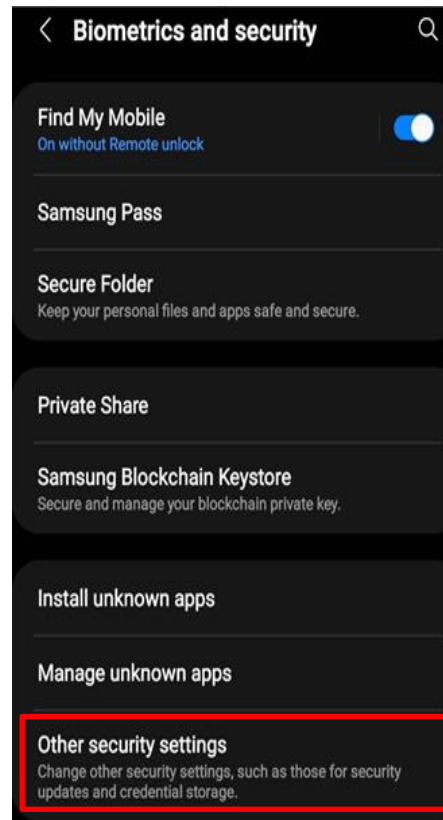 Biometrics and security
Find My Mobile
On without Remote unlock
Samsung Pass
Secure Folder
Keep your personal files and apps safe and secure.
Private Share
Samsung Blockchain Keystore
Secure and manage your blockchain private key.
Install unknown apps
Manage unknown apps
Other security settings
Change other security settings, such as those for security
updates and credential storage.